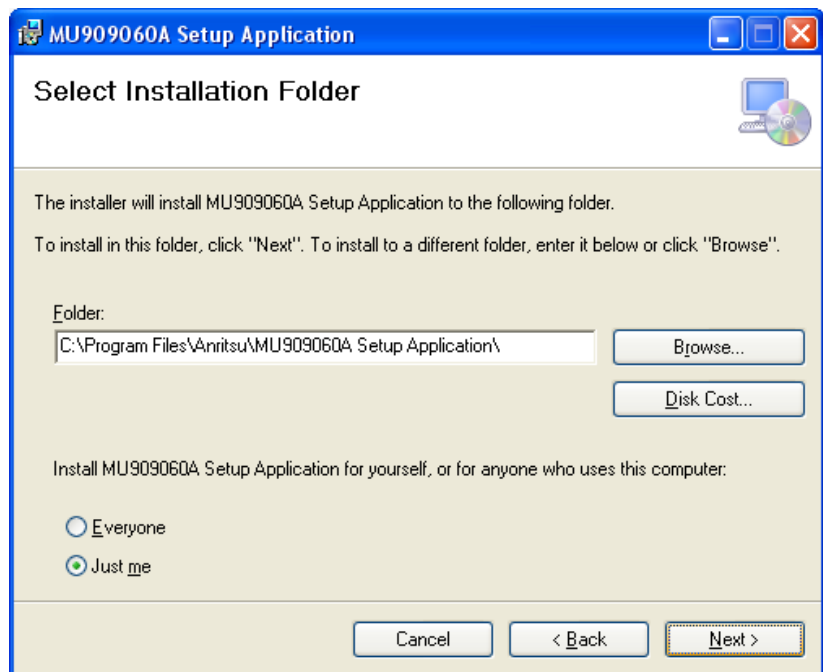 MU909060A Setup Application
Select Installation Folder
The installer will install MU909060A Setup Application to the following folder.
To install in this folder, click "Next". To install to a different folder, enter it below or click "Browse".
Folder:
C:\Program Files\Anritsu\MU909060A Setup Application\
Browse...
Disk Cost...
Install MU909060A Setup Application for yourself, or for anyone who uses this computer:
Everyone
Just me
Cancel
< Back
Next >